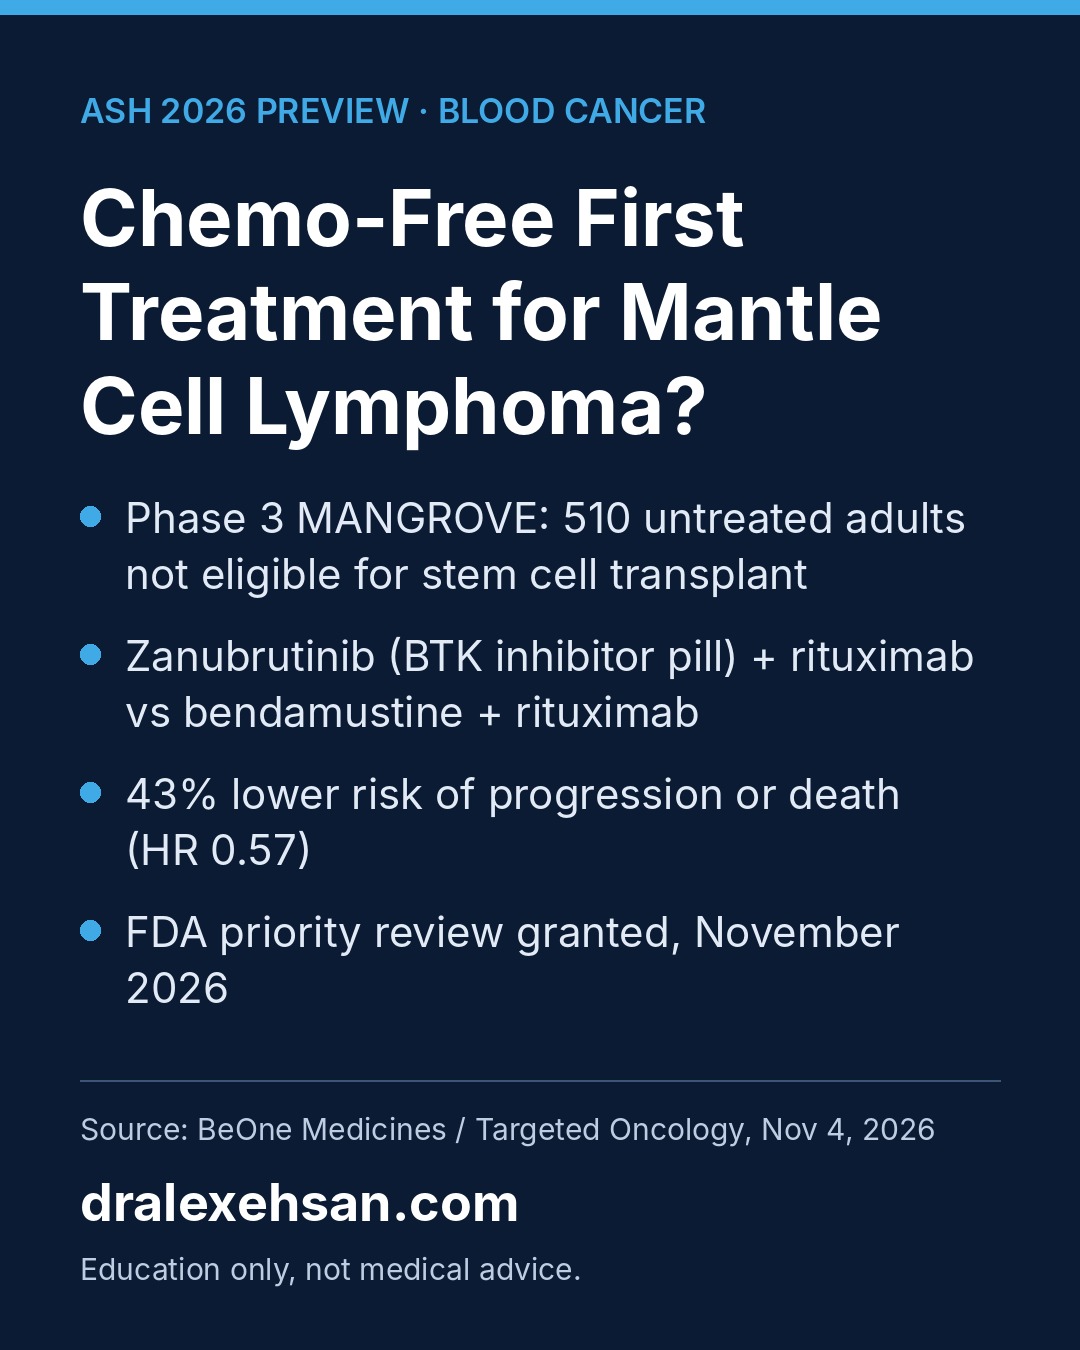 ASH 2026 PREVIEW · BLOOD CANCER
Chemo-Free First
Treatment for Mantle
Cell Lymphoma?
Phase 3 MANGROVE: 510 untreated adults
not eligible for stem cell transplant
Zanubrutinib (BTK inhibitor pill) + rituximab
vs bendamustine + rituximab
43% lower risk of progression or death
(HR 0.57)
FDA priority review granted, November
2026
Source: BeOne Medicines / Targeted Oncology, Nov 4, 2026
dralexehsan.com
Education only, not medical advice.